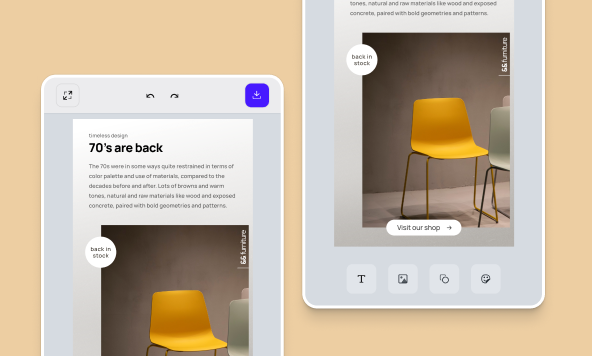 timeless design
70's are back
The 70s were in some ways quite restrained in terms of
color palette and use of materials, compared to the
decades before and after. Lots of browns and warm
tones, natural and raw materials like wood and exposed
concrete, paired with bold geometries and patterns.
back in
stock
furniture
tones, natural and raw materials like wood and exposed
concrete, paired with bold geometries and patterns.
back in
stock
furniture
Visit our shop →
T